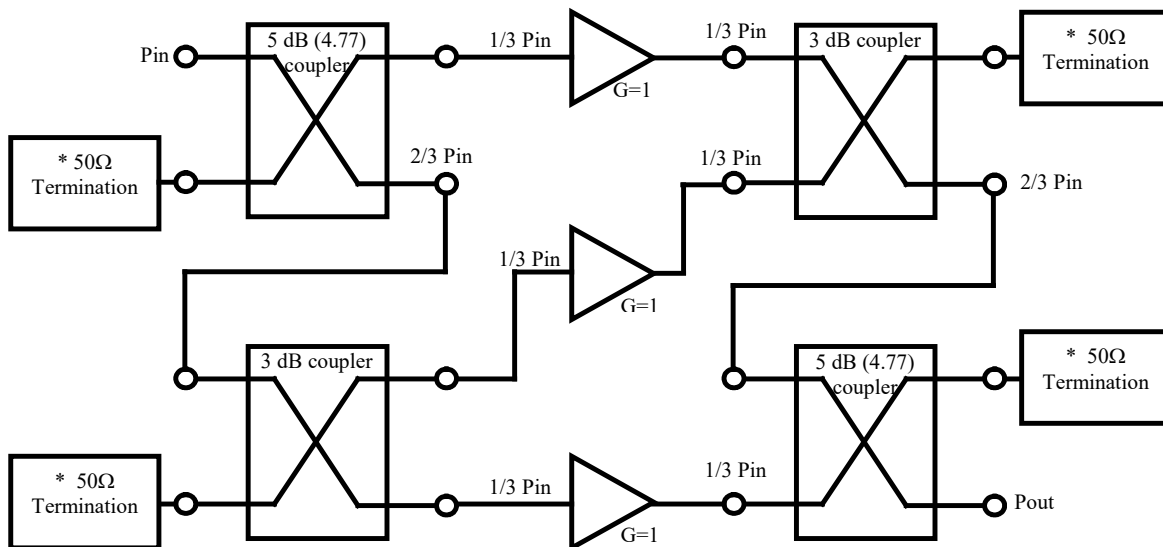 5 dB (4.77)
coupler
Pin
1/3 Pin
G=1
1/3 Pin
3 dB coupler
* 50Ω
Termination
* 50Ω
Termination
2/3 Pin
1/3 Pin
2/3 Pin
1/3 Pin
G=1
3 dB coupler
5 dB (4.77)
coupler
* 50Ω
Termination
* 50Ω
Termination
1/3 Pin
G=1
1/3 Pin
Pout